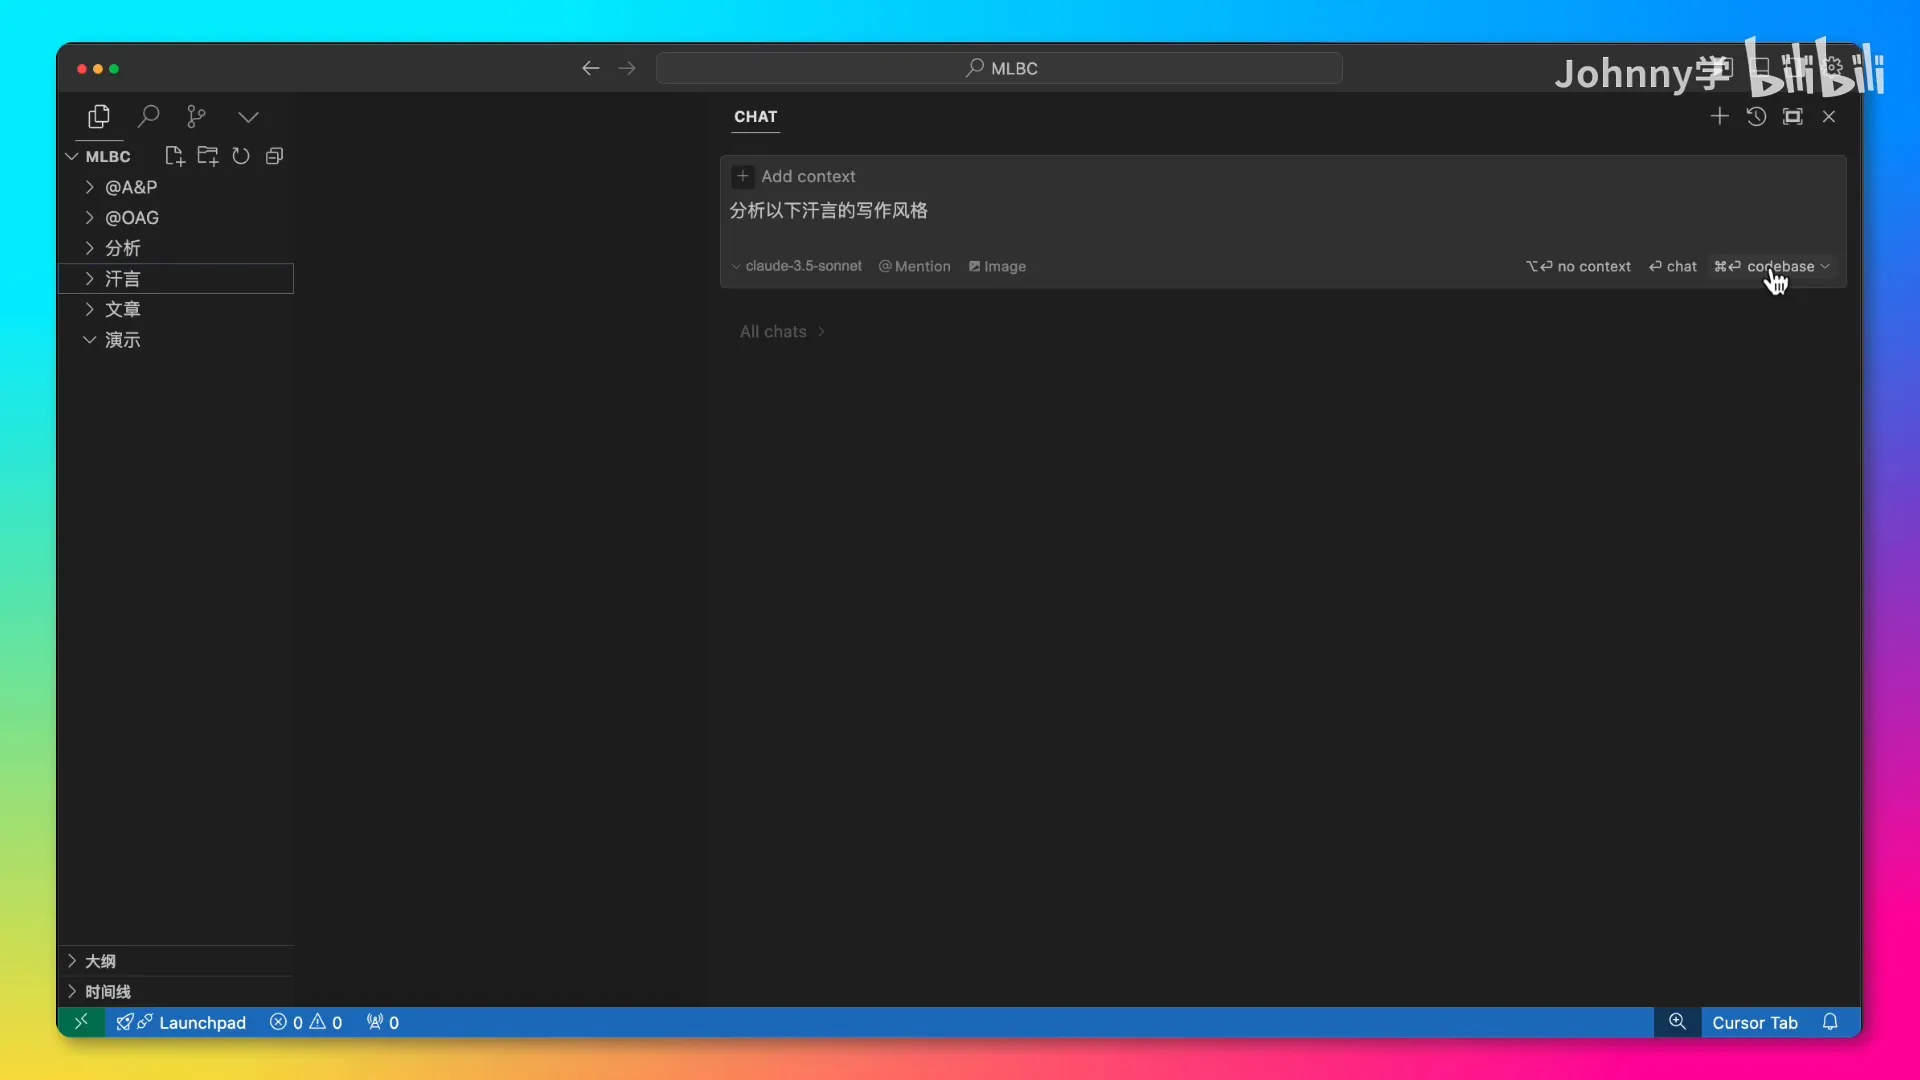 MLBC
Johnny学 bilibili
CHAT
MLBC
@A&P
@OAG
分析
汗言
文章
演示
Add context
分析以下汗言的写作风格
claude-3.5-sonnet @ Mention Image
⌥⏎ no context ⏎ chat ⌘⏎ codebase
All chats
大纲
时间线
Launchpad 0 0 0
Cursor Tab